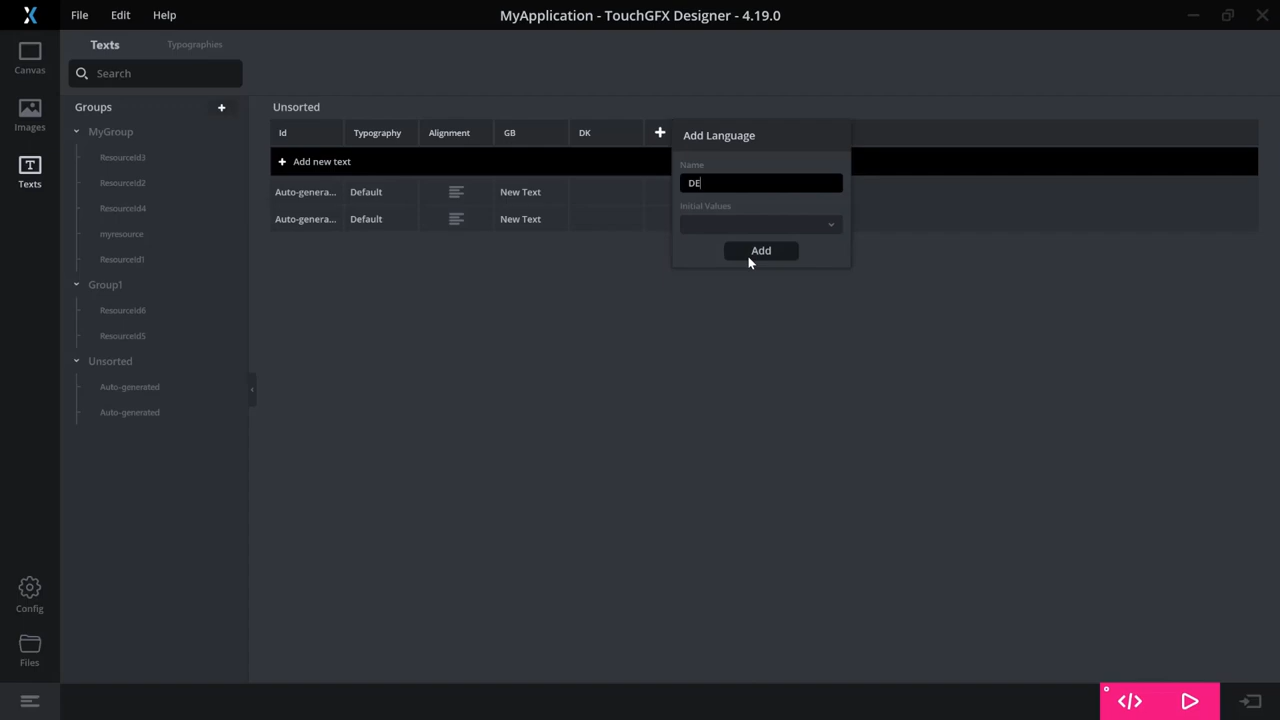 File Edit Help
MyApplication - TouchGFX Designer - 4.19.0
Canvas
Images
Texts
Config
Files
Texts Typographies
Search
Groups +
MyGroup
ResourceId3
ResourceId2
ResourceId4
myresource
ResourceId1
Group1
ResourceId6
ResourceId5
Unsorted
Auto-generated
Auto-generated
Unsorted
Id Typography Alignment GB DK +
+ Add new text
Auto-genera... Default New Text
Auto-genera... Default New Text
Add Language
Name
DE
Initial Values
Add